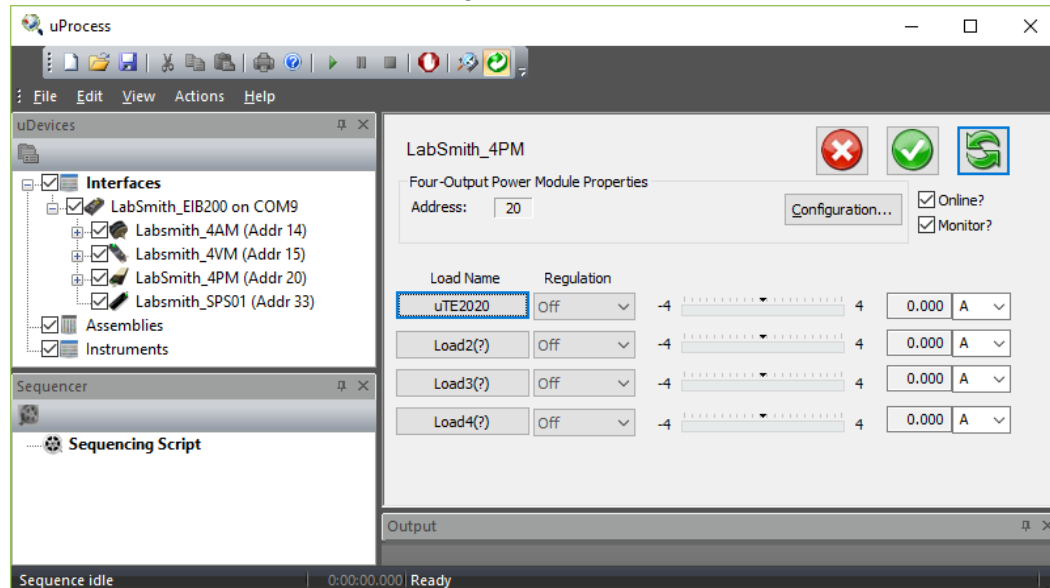 uProcess
File Edit View Actions Help
uDevices
Interfaces
LabSmith_EIB200 on COM9
Labsmith_4AM (Addr 14)
Labsmith_4VM (Addr 15)
LabSmith_4PM (Addr 20)
Labsmith_SPS01 (Addr 33)
Assemblies
Instruments
Sequencer
Sequencing Script
LabSmith_4PM
Four-Output Power Module Properties
Address: 20
Configuration...
Online?
Monitor?
Load Name Regulation
uTE2020 Off -4 4 0.000 A
Load2(?) Off -4 4 0.000 A
Load3(?) Off -4 4 0.000 A
Load4(?) Off -4 4 0.000 A
Output
Sequence idle 0:00:00.000 Ready